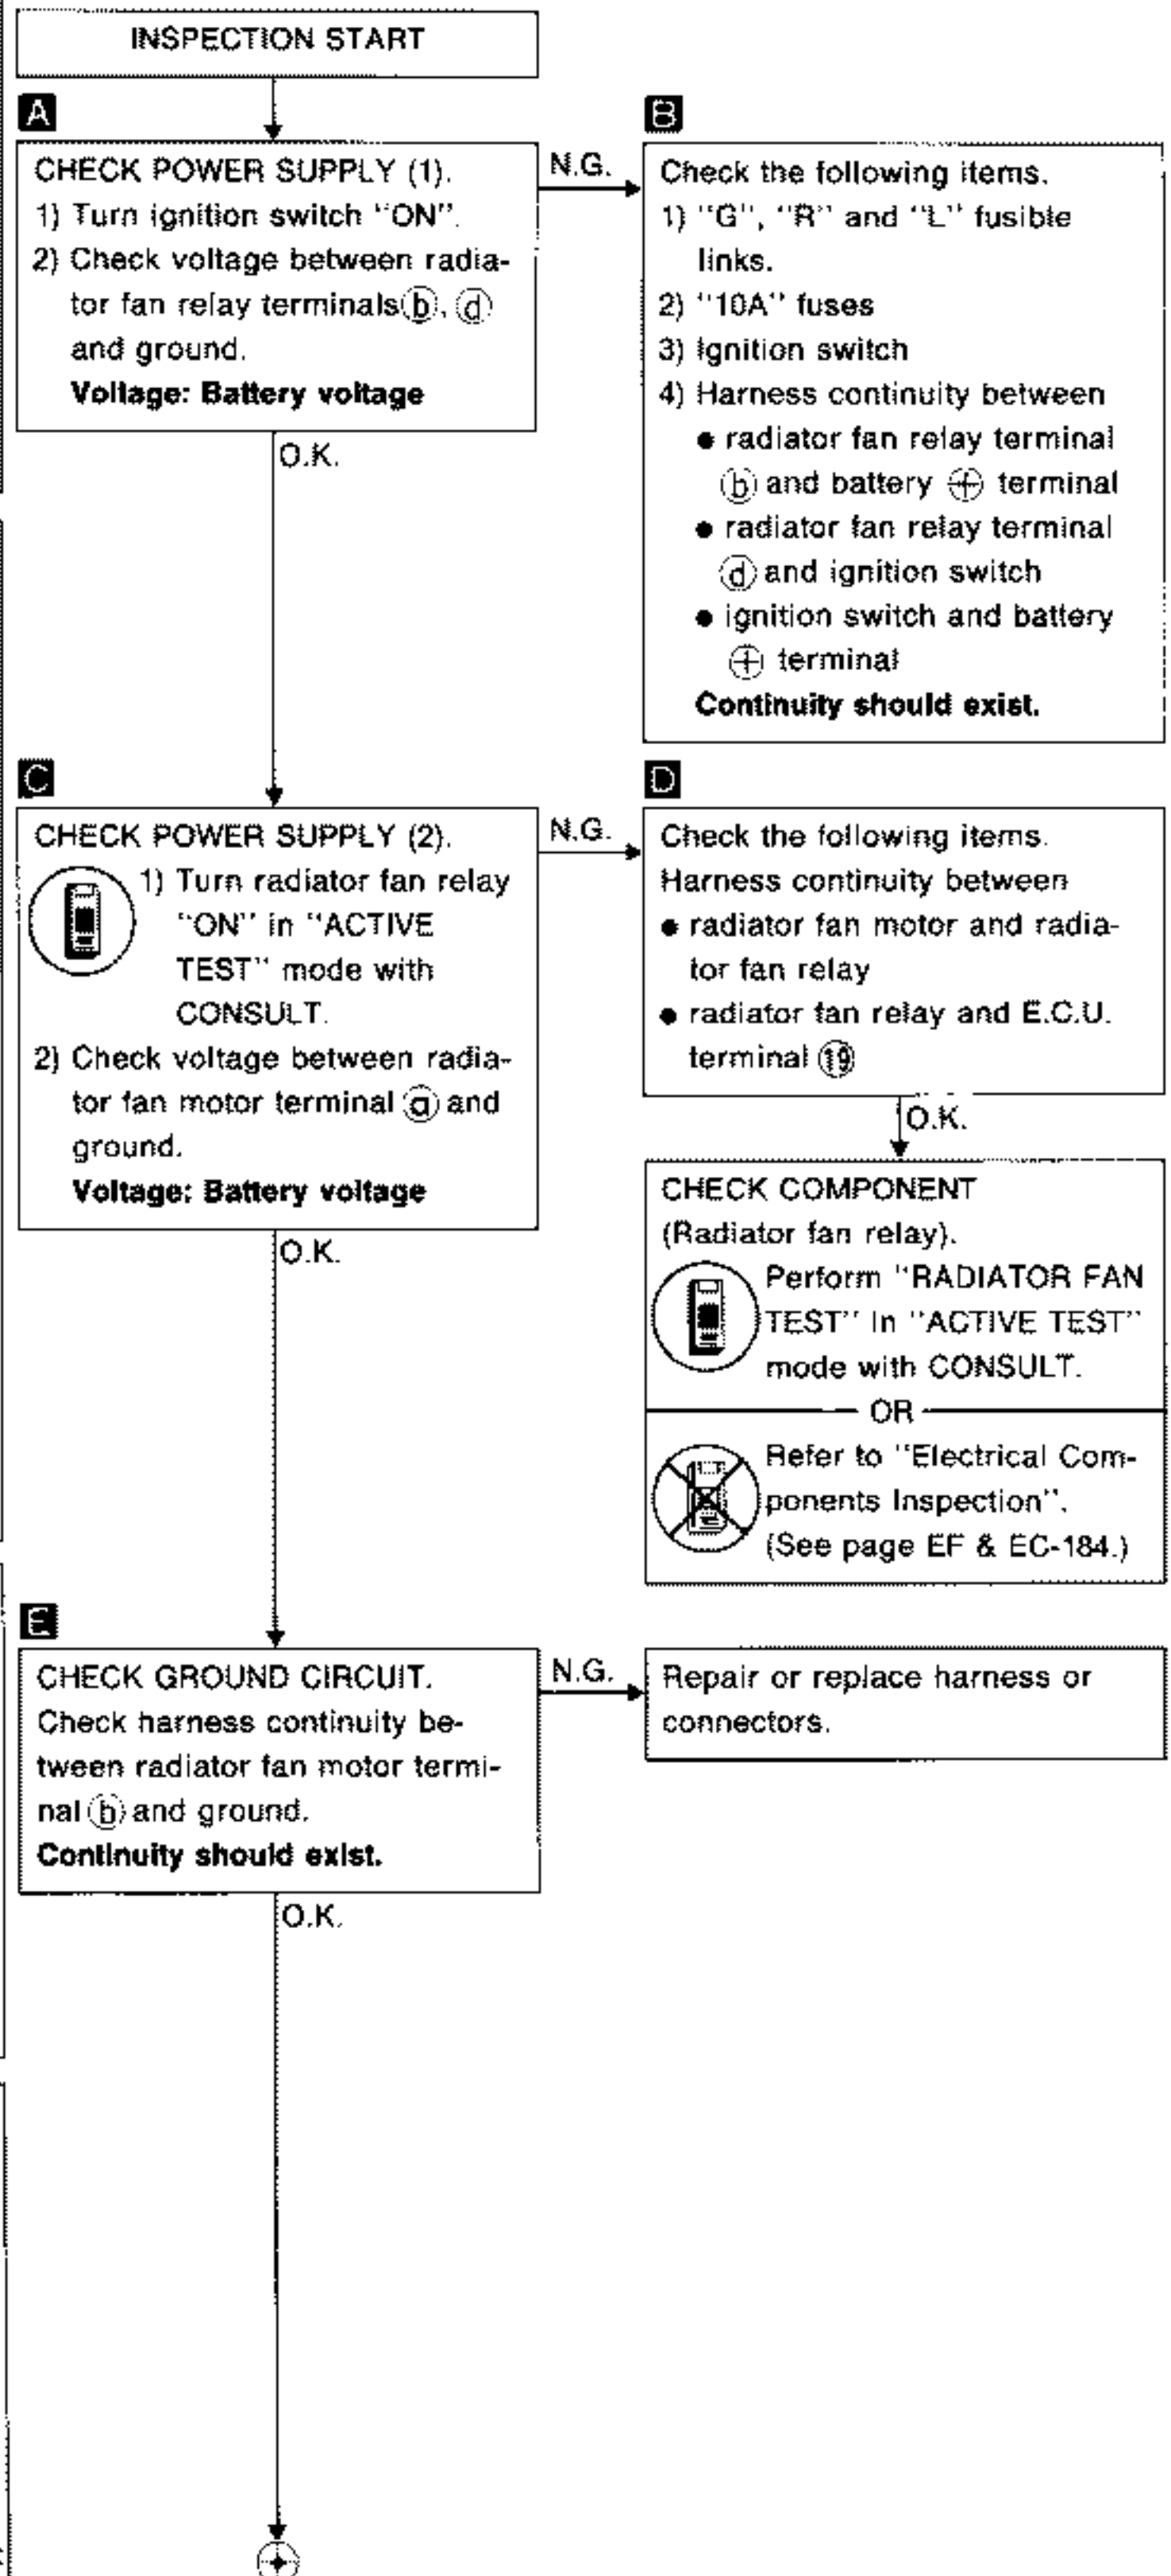 INSPECTION START
A
CHECK POWER SUPPLY (1).
1) Turn ignition switch "ON".
2) Check voltage between radia-
tor fan relay terminals ⓑ, ⓓ
and ground.
Voltage: Battery voltage
N.G.
O.K.
B
Check the following items.
1) "G", "R" and "L" fusible
links.
2) "10A" fuses
3) Ignition switch
4) Harness continuity between
● radiator fan relay terminal
ⓑ and battery ⊕ terminal
● radiator fan relay terminal
ⓓ and ignition switch
● ignition switch and battery
⊕ terminal
Continuity should exist.
C
CHECK POWER SUPPLY (2).
1) Turn radiator fan relay
"ON" in "ACTIVE
TEST" mode with
CONSULT.
2) Check voltage between radia-
tor fan motor terminal ⓐ and
ground.
Voltage: Battery voltage
N.G.
O.K.
D
Check the following items.
Harness continuity between
● radiator fan motor and radia-
tor fan relay
● radiator fan relay and E.C.U.
terminal ⑲
O.K.
CHECK COMPONENT
(Radiator fan relay).
Perform "RADIATOR FAN
TEST" in "ACTIVE TEST"
mode with CONSULT.
OR
Refer to "Electrical Com-
ponents Inspection".
(See page EF & EC-184.)
E
CHECK GROUND CIRCUIT.
Check harness continuity be-
tween radiator fan motor termi-
nal ⓑ and ground.
Continuity should exist.
N.G.
O.K.
Repair or replace harness or
connectors.